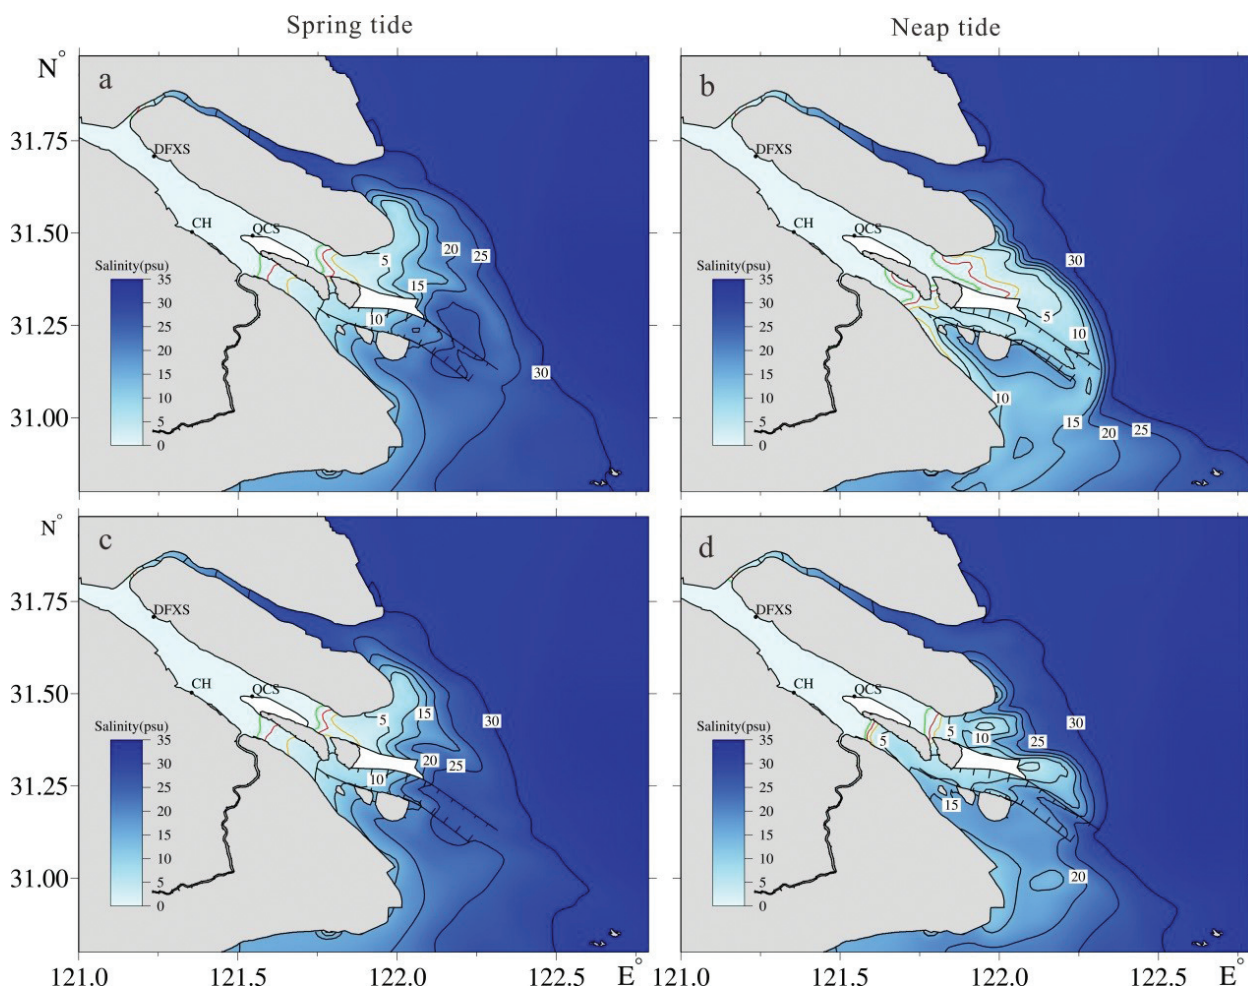 Spring tide
Neap tide
N°
a
31.75
31.50
31.25
31.00
DFXS
CH
QCS
Salinity(psu)
35
30
25
20
15
10
5
0
5
20
25
15
10
30
b
DFXS
CH
QCS
Salinity(psu)
35
30
25
20
15
10
5
0
30
5
10
10
15
20
25
N°
c
31.75
31.50
31.25
31.00
DFXS
CH
QCS
Salinity(psu)
35
30
25
20
15
10
5
0
5
15
30
20
25
10
d
DFXS
CH
QCS
Salinity(psu)
35
30
25
20
15
10
5
0
30
5
10
5
25
15
20
121.0
121.5
122.0
122.5
E°
121.0
121.5
122.0
122.5
E°